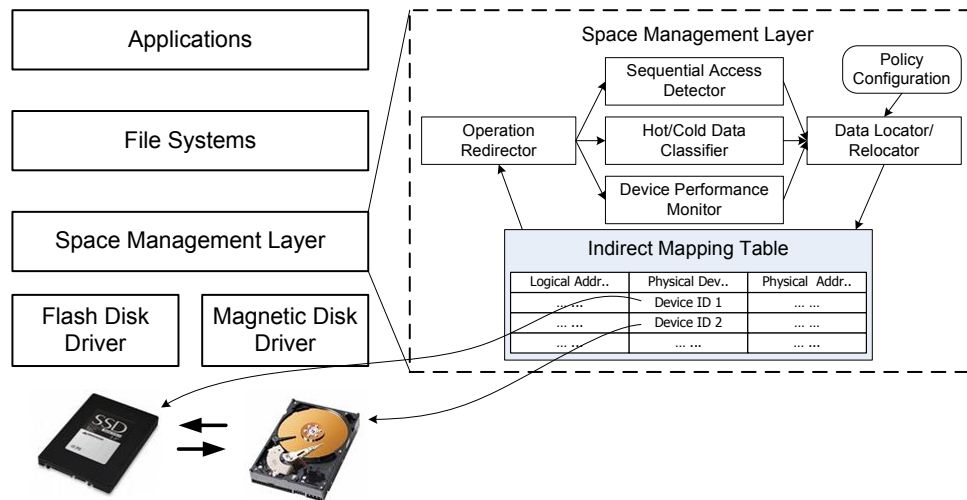 Applications
File Systems
Space Management Layer
Flash Disk
Driver
Magnetic Disk
Driver
SSD
Space Management Layer
Policy
Configuration
Sequential Access
Detector
Operation
Redirector
Hot/Cold Data
Classifier
Data Locator/
Relocator
Device Performance
Monitor
Indirect Mapping Table
Logical Addr.. Physical Dev.. Physical Addr..
... ... Device ID 1 ... ...
... ... Device ID 2 ... ...
... ... ... ... ... ...